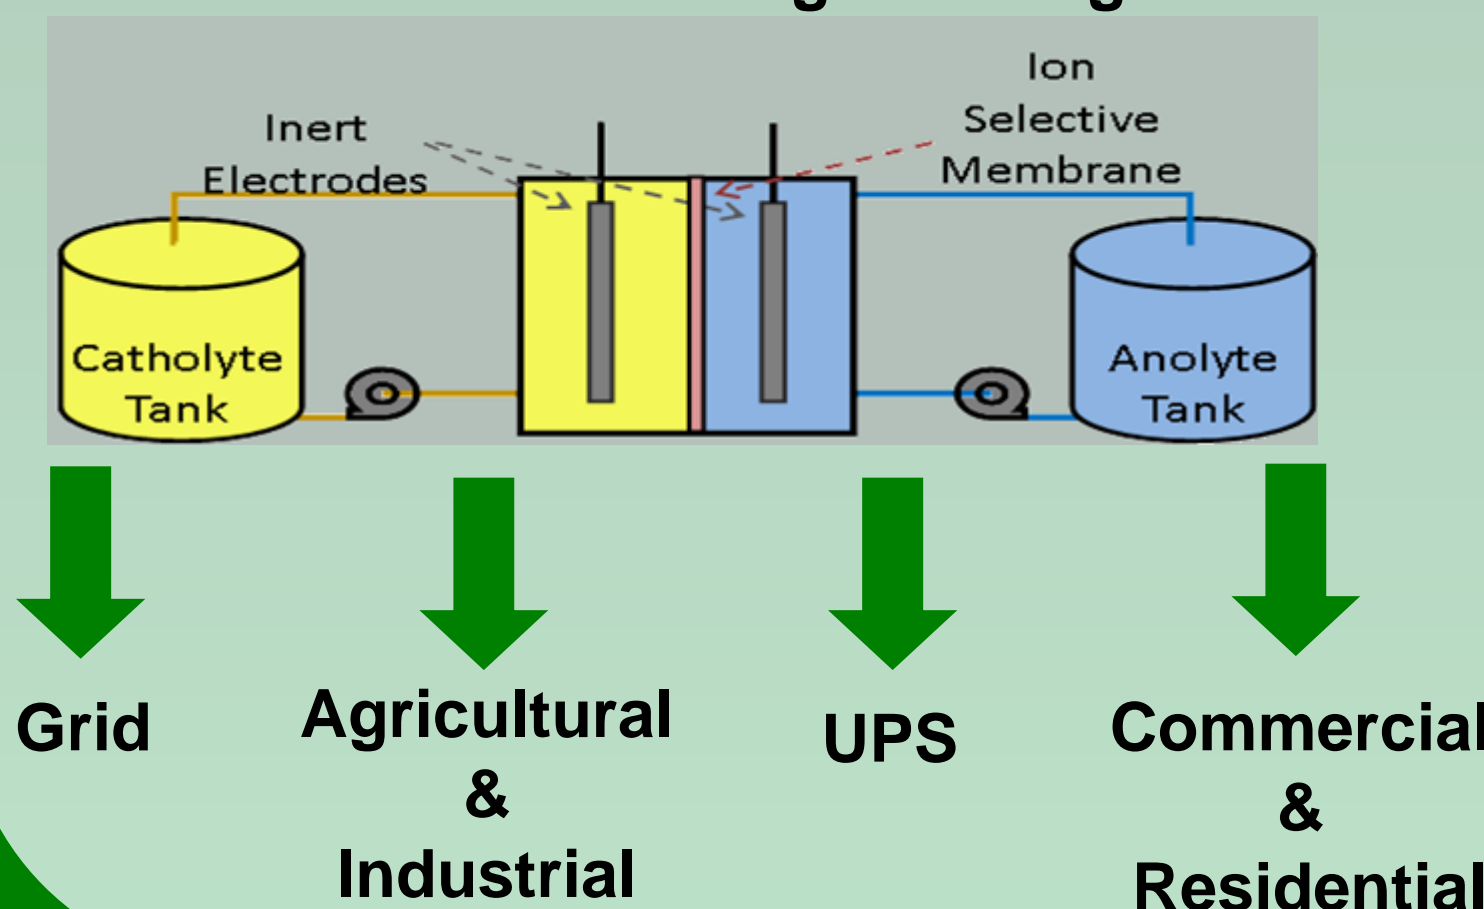 Inert
Electrodes
Ion
Selective
Membrane
Catholyte
Tank
Anolyte
Tank
Grid
Agricultural
&
Industrial
UPS
Commercial
&
Residential